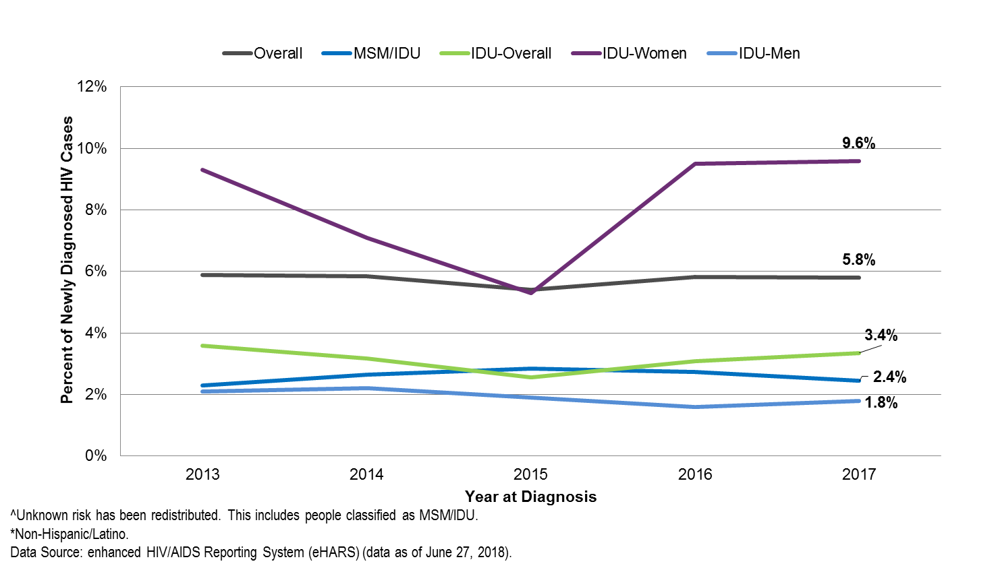 Overall MSM/IDU IDU-Overall IDU-Women IDU-Men
Percent of Newly Diagnosed HIV Cases
12%
10%
8%
6%
4%
2%
0%
9.6%
5.8%
3.4%
2.4%
1.8%
2013 2014 2015 2016 2017
Year at Diagnosis
^Unknown risk has been redistributed. This includes people classified as MSM/IDU.
*Non-Hispanic/Latino.
Data Source: enhanced HIV/AIDS Reporting System (eHARS) (data as of June 27, 2018).